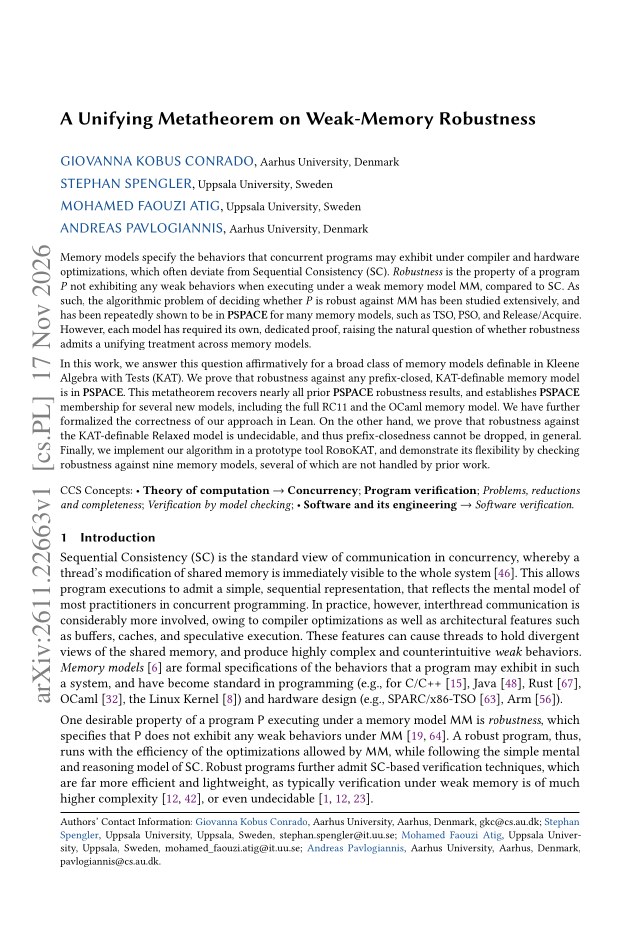 arXiv:2611.22663v1 [cs.PL] 17 Nov 2026
A Unifying Metatheorem on Weak-Memory Robustness
GIOVANNA KOBUS CONRADO, Aarhus University, Denmark
STEPHAN SPENGLER, Uppsala University, Sweden
MOHAMED FAOUZI ATIG, Uppsala University, Sweden
ANDREAS PAVLOGIANNIS, Aarhus University, Denmark
Memory models specify the behaviors that concurrent programs may exhibit under compiler and hardware
optimizations, which often deviate from Sequential Consistency (SC). Robustness is the property of a program
P not exhibiting any weak behaviors when executing under a weak memory model MM, compared to SC. As
such, the algorithmic problem of deciding whether P is robust against MM has been studied extensively, and
has been repeatedly shown to be in PSPACE for many memory models, such as TSO, PSO, and Release/Acquire.
However, each model has required its own, dedicated proof, raising the natural question of whether robustness
admits a unifying treatment across memory models.
In this work, we answer this question affirmatively for a broad class of memory models definable in Kleene
Algebra with Tests (KAT). We prove that robustness against any prefix-closed, KAT-definable memory model
is in PSPACE. This metatheorem recovers nearly all prior PSPACE robustness results, and establishes PSPACE
membership for several new models, including the full RC11 and the OCaml memory model. We have further
formalized the correctness of our approach in Lean. On the other hand, we prove that robustness against
the KAT-definable Relaxed model is undecidable, and thus prefix-closedness cannot be dropped, in general.
Finally, we implement our algorithm in a prototype tool RoboKAT, and demonstrate its flexibility by checking
robustness against nine memory models, several of which are not handled by prior work.
CCS Concepts: • Theory of computation → Concurrency; Program verification; Problems, reductions
and completeness; Verification by model checking; • Software and its engineering → Software verification.
1 Introduction
Sequential Consistency (SC) is the standard view of communication in concurrency, whereby a
thread's modification of shared memory is immediately visible to the whole system [46]. This allows
program executions to admit a simple, sequential representation, that reflects the mental model of
most practitioners in concurrent programming. In practice, however, interthread communication is
considerably more involved, owing to compiler optimizations as well as architectural features such
as buffers, caches, and speculative execution. These features can cause threads to hold divergent
views of the shared memory, and produce highly complex and counterintuitive weak behaviors.
Memory models [6] are formal specifications of the behaviors that a program may exhibit in such
a system, and have become standard in programming (e.g., for C/C++ [15], Java [48], Rust [67],
OCaml [32], the Linux Kernel [8]) and hardware design (e.g., SPARC/x86-TSO [63], Arm [56]).
One desirable property of a program P executing under a memory model MM is robustness, which
specifies that P does not exhibit any weak behaviors under MM [19, 64]. A robust program, thus,
runs with the efficiency of the optimizations allowed by MM, while following the simple mental
and reasoning model of SC. Robust programs further admit SC-based verification techniques, which
are far more efficient and lightweight, as typically verification under weak memory is of much
higher complexity [12, 42], or even undecidable [1, 12, 23].
Authors' Contact Information: Giovanna Kobus Conrado, Aarhus University, Aarhus, Denmark, gkc@cs.au.dk; Stephan
Spengler, Uppsala University, Uppsala, Sweden, stephan.spengler@it.uu.se; Mohamed Faouzi Atig, Uppsala Univer-
sity, Uppsala, Sweden, mohamed_faouzi.atig@it.uu.se; Andreas Pavlogiannis, Aarhus University, Aarhus, Denmark,
pavlogiannis@cs.au.dk.